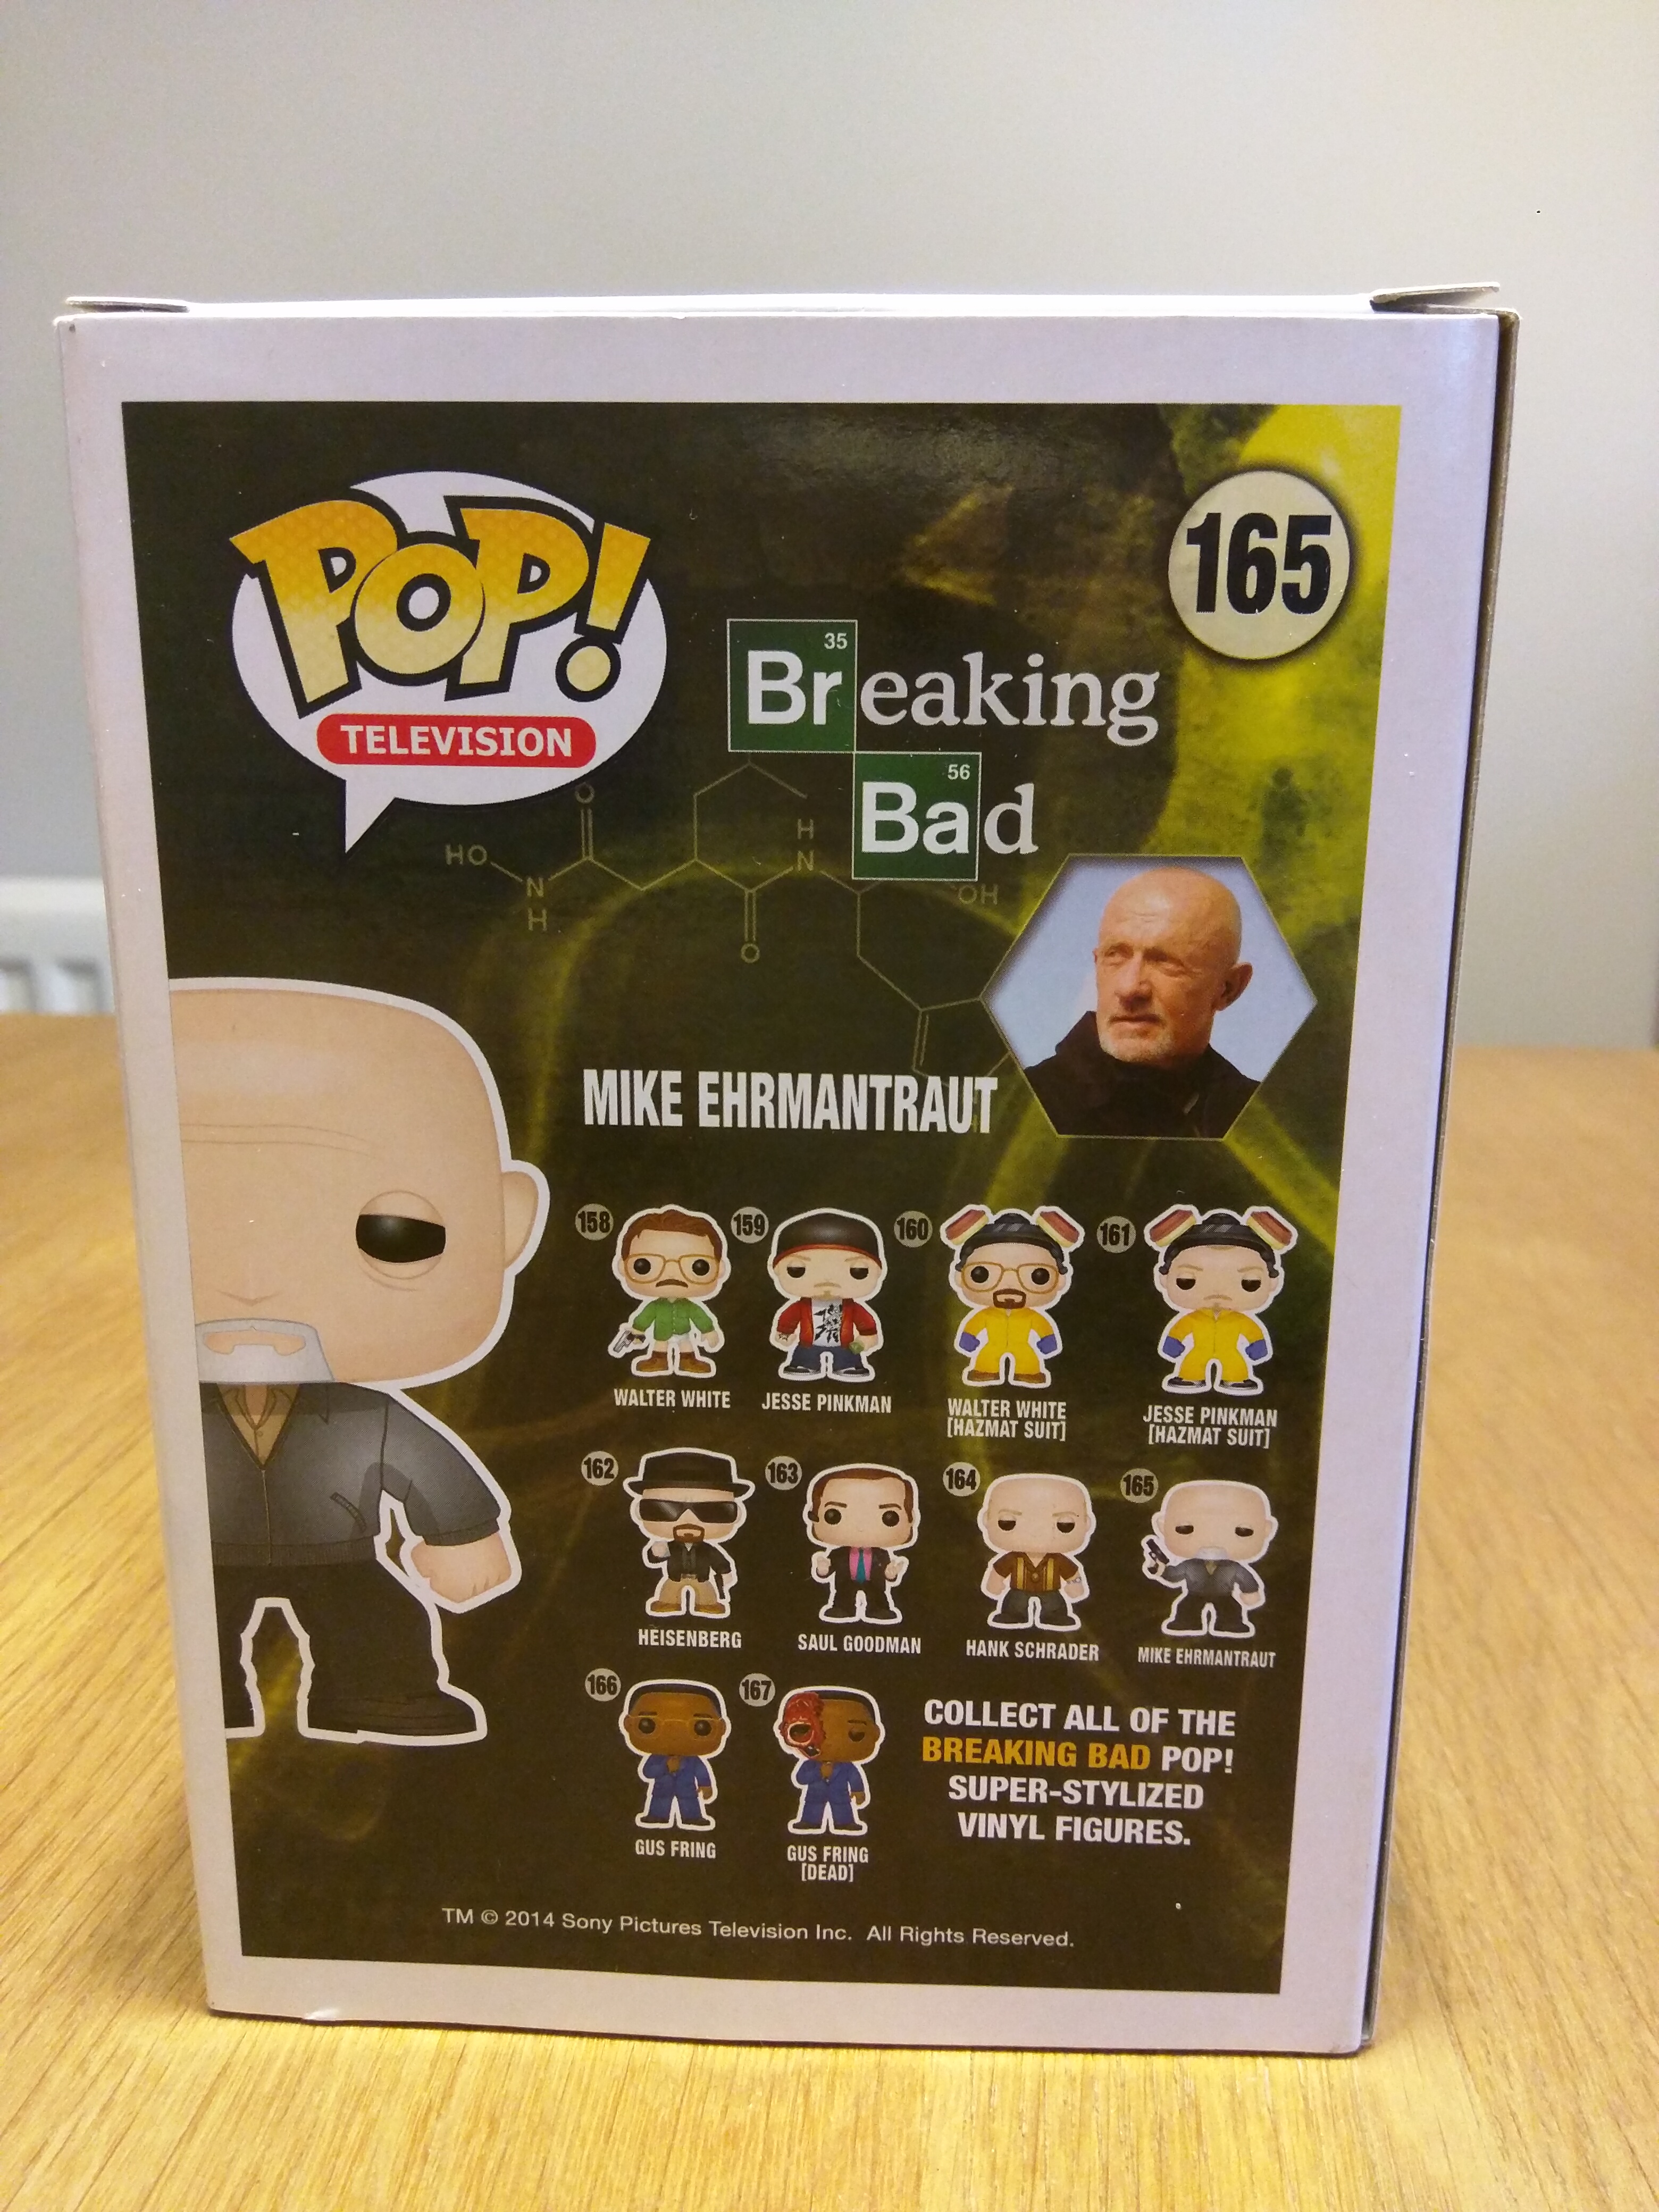 POP!
TELEVISION
165
35
Breaking
56
Bad
O
HO
N
H
H
N
O
OH
MIKE EHRMANTRAUT
158
159
160
161
WALTER WHITE
JESSE PINKMAN
WALTER WHITE
[HAZMAT SUIT]
JESSE PINKMAN
[HAZMAT SUIT]
162
163
164
165
HEISENBERG
SAUL GOODMAN
HANK SCHRADER
MIKE EHRMANTRAUT
166
167
GUS FRING
GUS FRING
[DEAD]
COLLECT ALL OF THE
BREAKING BAD POP!
SUPER-STYLIZED
VINYL FIGURES.
TM © 2014 Sony Pictures Television Inc. All Rights Reserved.